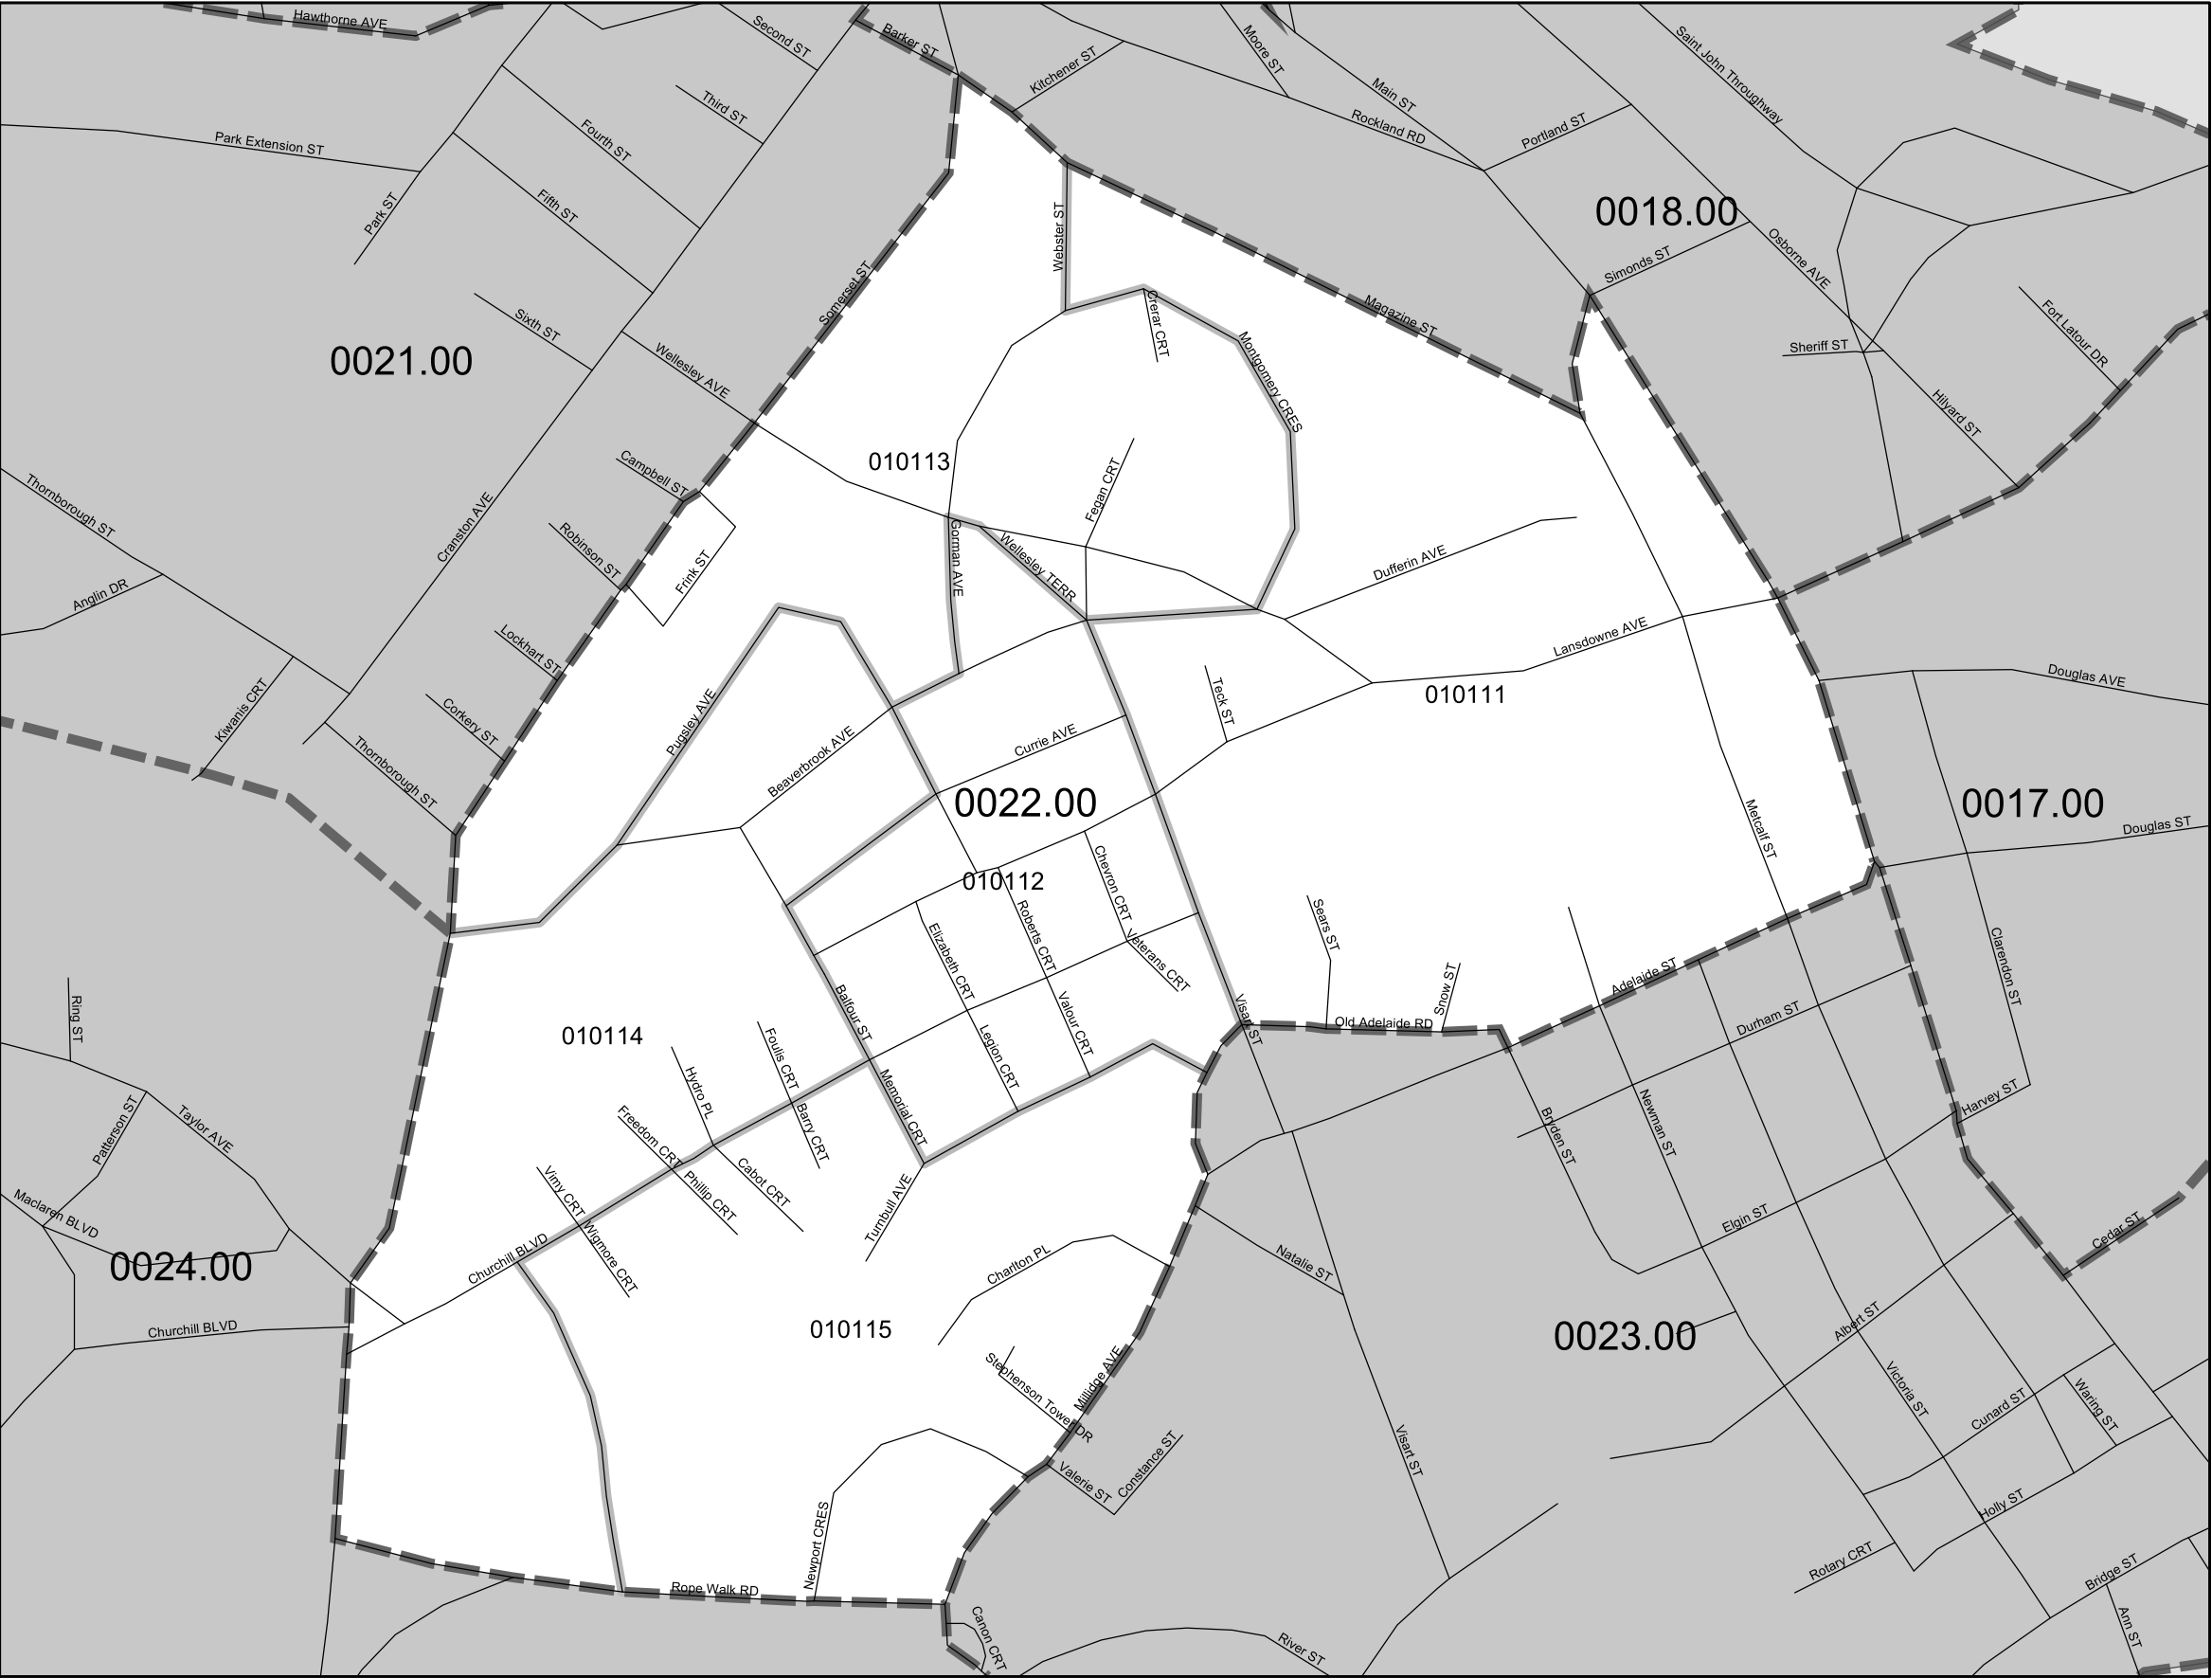 Hawthorne AVE
Second ST
Barker ST
Kitchener ST
Moore ST
Main ST
Saint John Throughway
Third ST
Fourth ST
Park Extension ST
Rockland RD
Portland ST
Park ST
Fifth ST
Webster ST
0018.00
Simonds ST
Osborne AVE
Somerset ST
Sixth ST
Crerar CRT
Magazine ST
Fort Latour DR
0021.00
Wellesley AVE
Montgomery CRES
Sheriff ST
Hilyard ST
010113
Campbell ST
Fegan CRT
Thornborough ST
Cranston AVE
Robinson ST
Frink ST
Gorman AVE
Wellesley TERR
Dufferin AVE
Anglin DR
Lockhart ST
Lansdowne AVE
Kiwanis CRT
Corkery ST
Pugsley AVE
Teck ST
010111
Douglas AVE
Thornborough ST
Beaverbrook AVE
Currie AVE
0022.00
Metcalf ST
0017.00
Douglas ST
010112
Chevron CRT
Elizabeth CRT
Roberts CRT
Veterans CRT
Sears ST
Snow ST
Adelaide ST
Clarendon ST
Ring ST
010114
Balfour ST
Visart ST
Old Adelaide RD
Durham ST
Foulis CRT
Hydro PL
Legion CRT
Valour CRT
Patterson ST
Taylor AVE
Freedom CRT
Barry CRT
Memorial CRT
Bryden ST
Newman ST
Harvey ST
Maclaren BLVD
Vimy CRT
Phillip CRT
Cabot CRT
Turnbull AVE
Elgin ST
Cedar ST
0024.00
Churchill BLVD
Wigmore CRT
Charlton PL
Natalie ST
Churchill BLVD
010115
0023.00
Albert ST
Stephenson Tower DR
Millidge AVE
Victoria ST
Cunard ST
Waring ST
Valerie ST
Constance ST
Visart ST
Newport CRES
Holly ST
Rotary CRT
Rope Walk RD
Bridge ST
Canon CRT
River ST
Ann ST